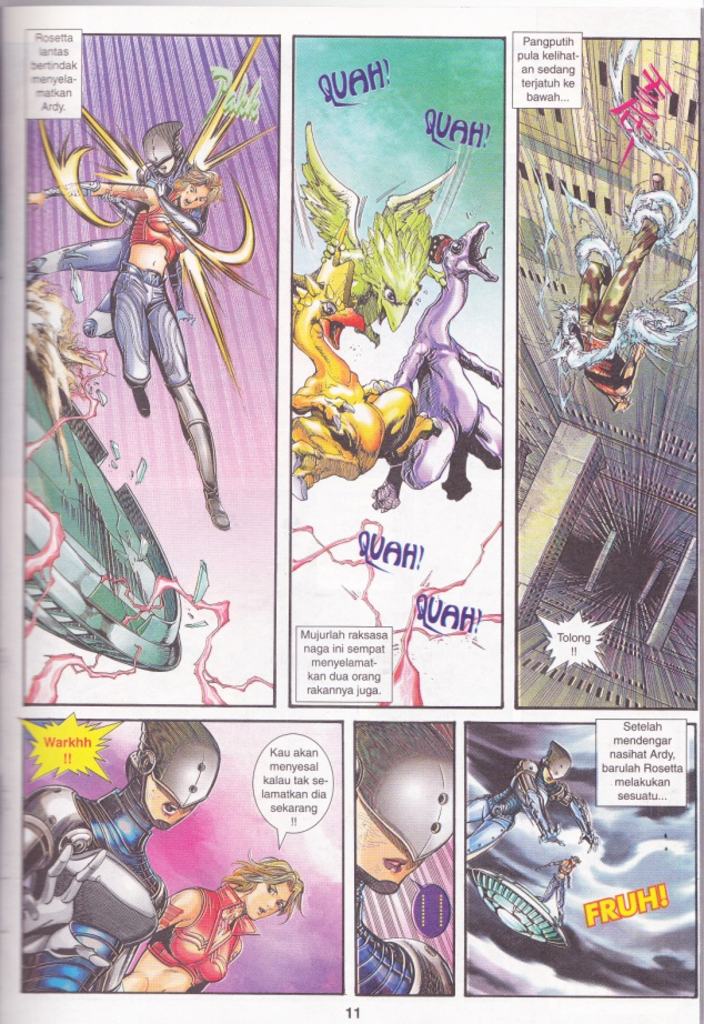 Rosetta
lantas
bertindak
menyela-
matkan
Ardy.
QUAH!
QUAH!
QUAH!
QUAH!
Mujurlah raksasa
naga ini sempat
menyelamat-
kan dua orang
rakannya juga.
Pangputih
pula kelihat-
an sedang
terjatuh ke
bawah...
Tolong
!!
Warkhh
!!
Kau akan
menyesal
kalau tak se-
lamatkan dia
sekarang
!!
Setelah
mendengar
nasihat Ardy,
barulah Rosetta
melakukan
sesuatu...
FRUH!
11